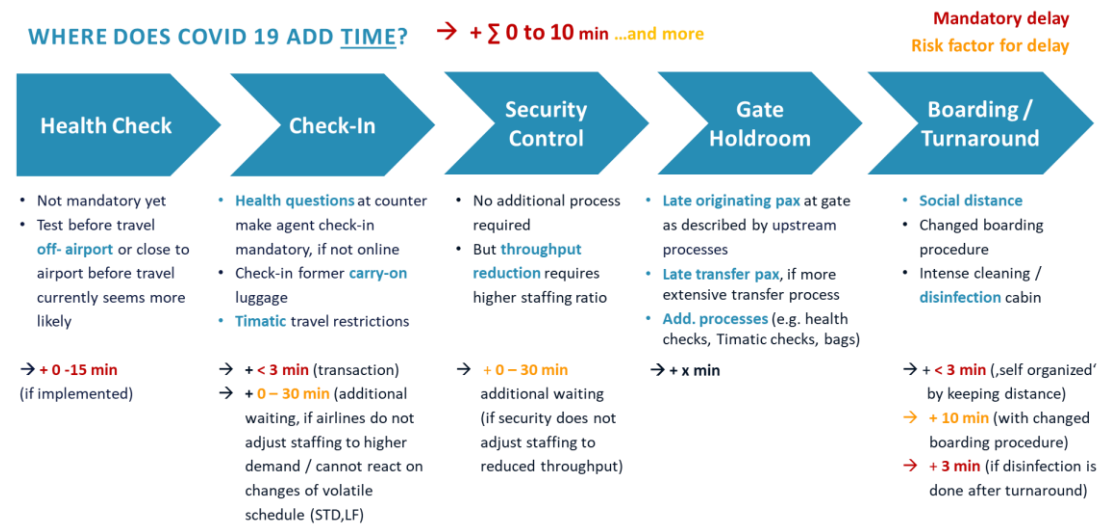 WHERE DOES COVID 19 ADD TIME?
→ + ∑ 0 to 10 min ...and more
Mandatory delay
Risk factor for delay
Health Check
• Not mandatory yet
• Test before travel
off- airport or close to
airport before travel
currently seems more
likely
→ + 0 -15 min
(if implemented)
Check-In
• Health questions at counter
make agent check-in
mandatory, if not online
• Check-in former carry-on
luggage
• Timatic travel restrictions
→ + < 3 min (transaction)
→ + 0 – 30 min (additional
waiting, if airlines do not
adjust staffing to higher
demand / cannot react on
changes of volatile
schedule (STD,LF)
Security
Control
• No additional process
required
• But throughput
reduction requires
higher staffing ratio
→ + 0 – 30 min
additional waiting
(if security does not
adjust staffing to
reduced throughput)
Gate
Holdroom
• Late originating pax at gate
as described by upstream
processes
• Late transfer pax, if more
extensive transfer process
• Add. processes (e.g. health
checks, Timatic checks, bags)
→ + x min
Boarding /
Turnaround
• Social distance
• Changed boarding
procedure
• Intense cleaning /
disinfection cabin
→ + < 3 min (‚self organized‘
by keeping distance)
→ + 10 min (with changed
boarding procedure)
→ + 3 min (if disinfection is
done after turnaround)